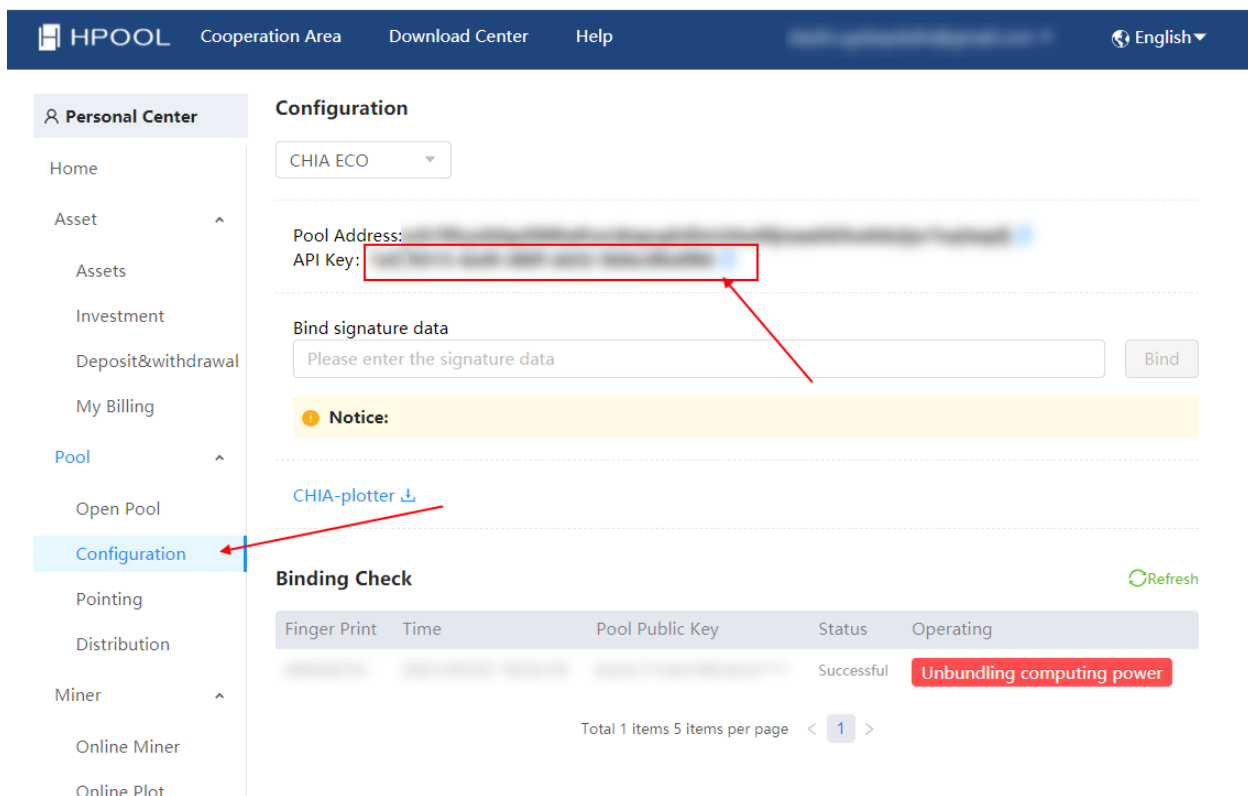 HPOOL Cooperation Area Download Center Help English
Personal Center
Home
Asset
Assets
Investment
Deposit&withdrawal
My Billing
Pool
Open Pool
Configuration
Pointing
Distribution
Miner
Online Miner
Online Plot
Configuration
CHIA ECO
Pool Address:
API Key:
Bind signature data
Please enter the signature data Bind
Notice:
CHIA-plotter
Binding Check Refresh
Finger Print Time Pool Public Key Status Operating
Successful Unbundling computing power
Total 1 items 5 items per page < 1 >